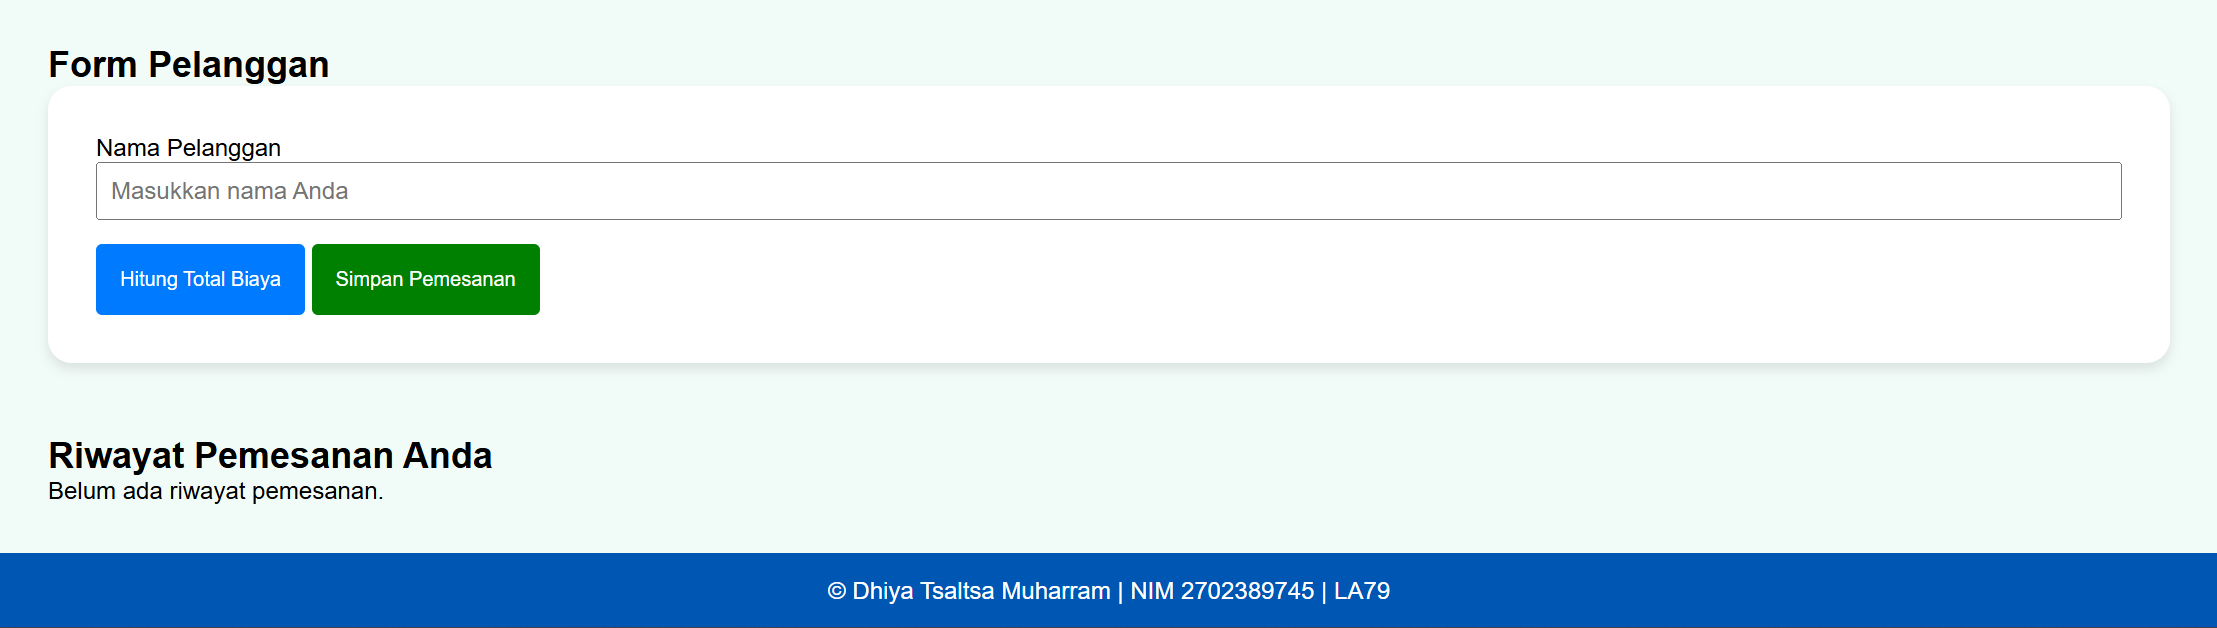 Form Pelanggan
Nama Pelanggan
Masukkan nama Anda
Hitung Total Biaya
Simpan Pemesanan
Riwayat Pemesanan Anda
Belum ada riwayat pemesanan.
© Dhiya Tsaltsa Muharram | NIM 2702389745 | LA79